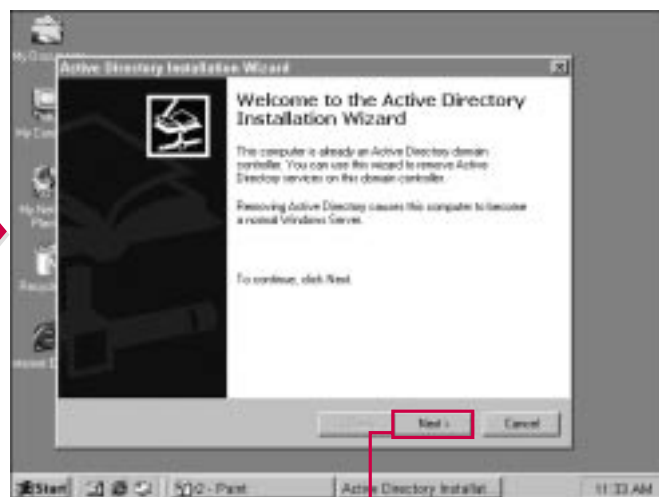 My Documents
Active Directory Installation Wizard
Welcome to the Active Directory
Installation Wizard
This computer is already an Active Directory domain
controller. You can use this wizard to remove Active
Directory services on this domain controller.
Removing Active Directory causes this computer to become
a normal Windows Server.
To continue, click Next.
Next >
Cancel
Start
Paint
Active Directory Installat
11:33 AM